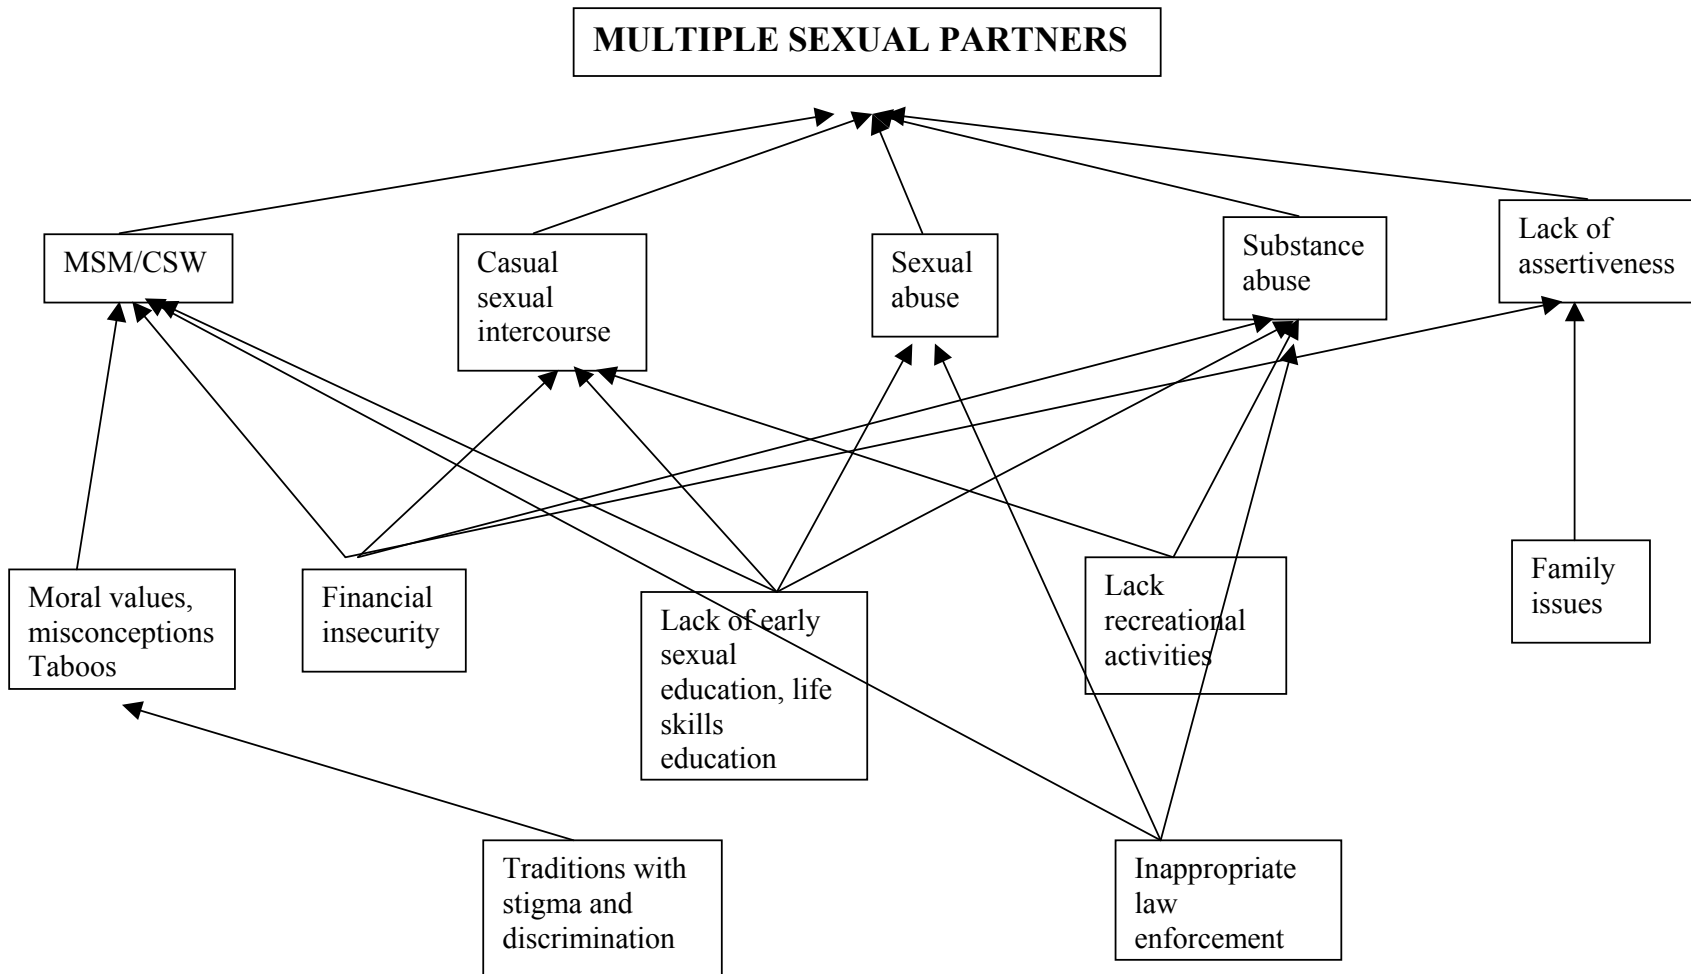 MULTIPLE SEXUAL PARTNERS
MSM/CSW
Casual
sexual
intercourse
Sexual
abuse
Substance
abuse
Lack of
assertiveness
Moral values,
misconceptions
Taboos
Financial
insecurity
Lack of early
sexual
education, life
skills
education
Lack
recreational
activities
Family
issues
Traditions with
stigma and
discrimination
Inappropriate
law
enforcement